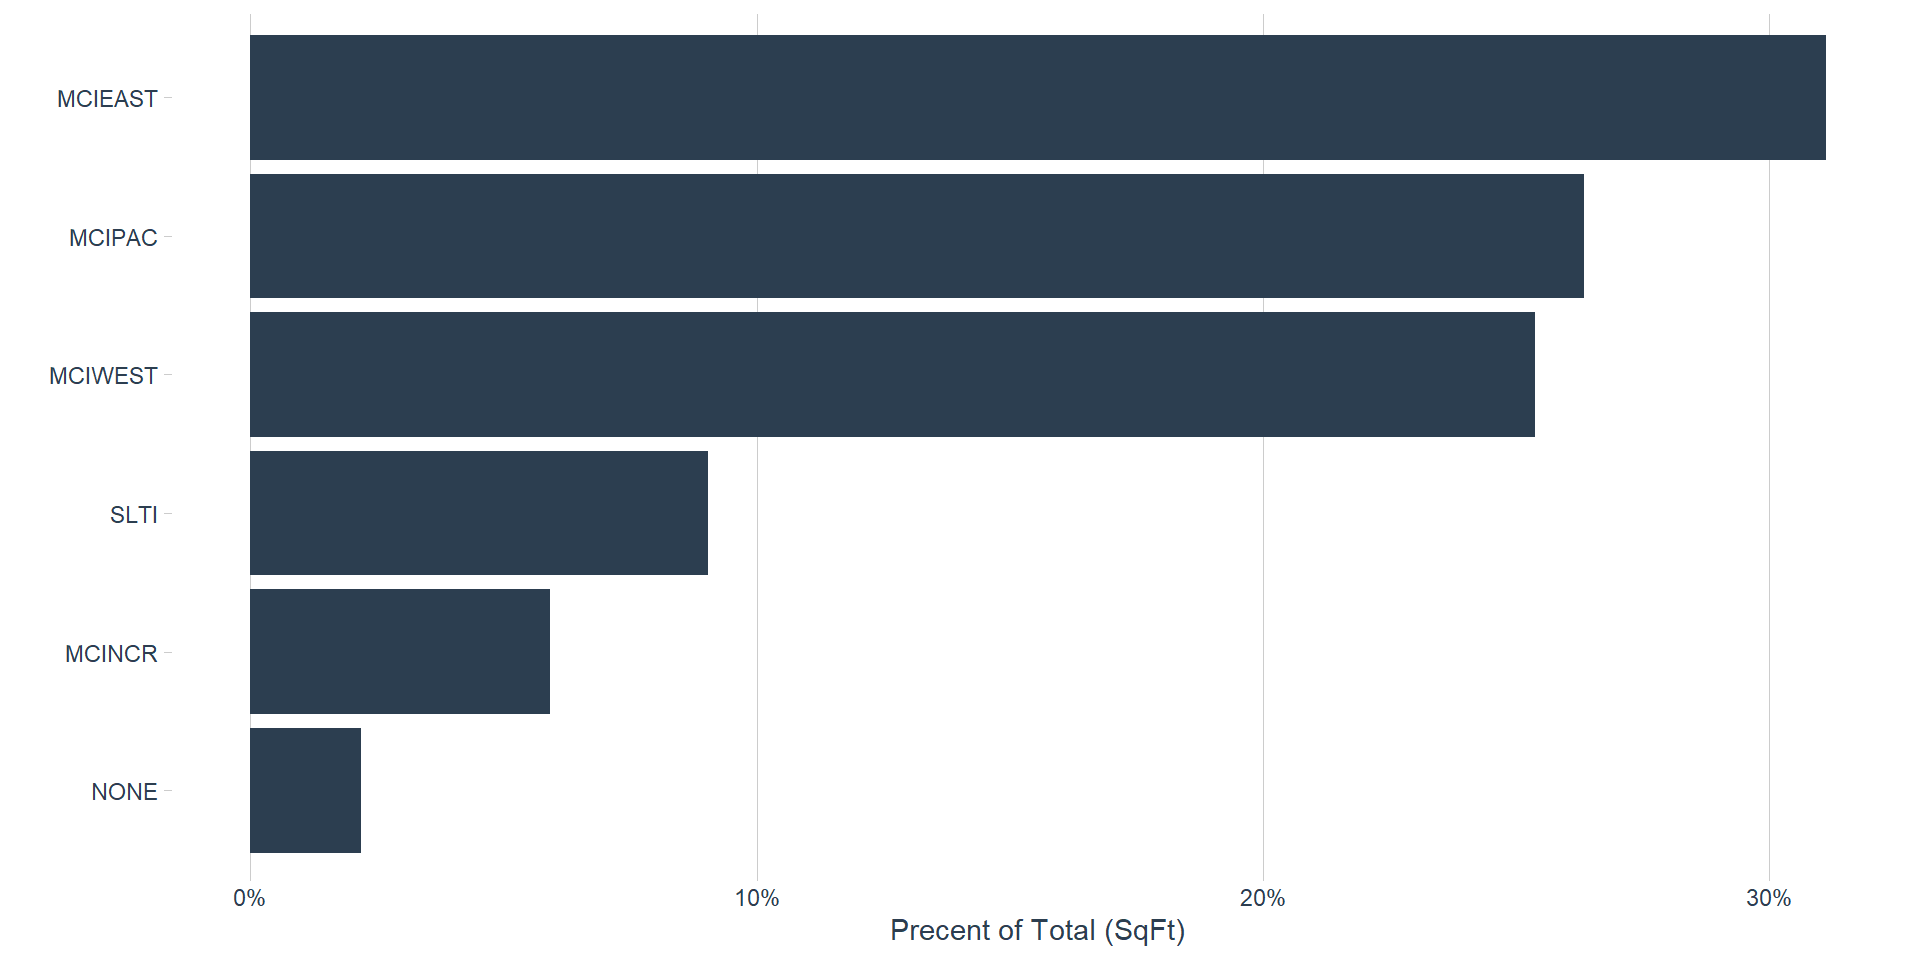 MCIEAST
MCIPAC
MCIWEST
SLTI
MCINCR
NONE
0% 10% 20% 30%
Precent of Total (SqFt)